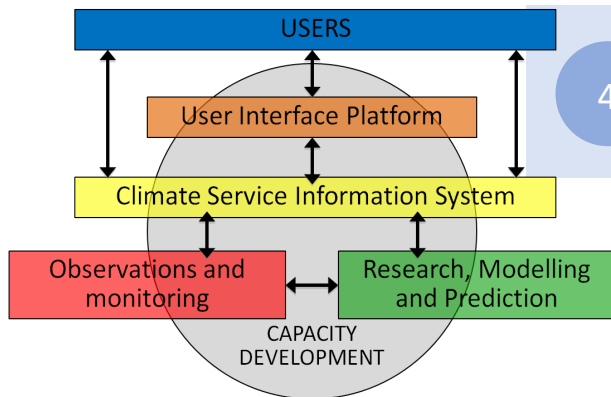 USERS
4
User Interface Platform
Climate Service Information System
Observations and
monitoring
Research, Modelling
and Prediction
CAPACITY
DEVELOPMENT